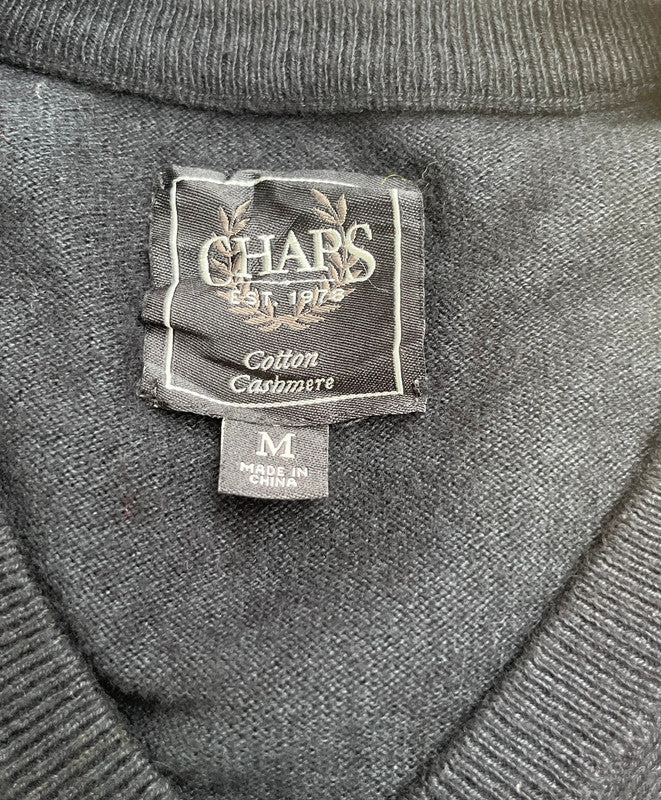 CHAPS
EST. 1978
Cotton
Cashmere
M
MADE IN
CHINA